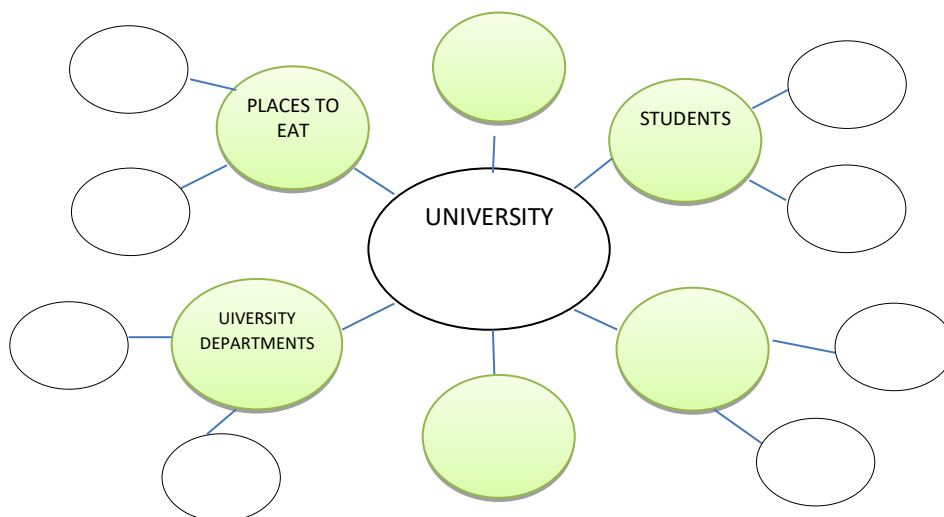 PLACES TO
EAT
STUDENTS
UNIVERSITY
UIVERSITY
DEPARTMENTS